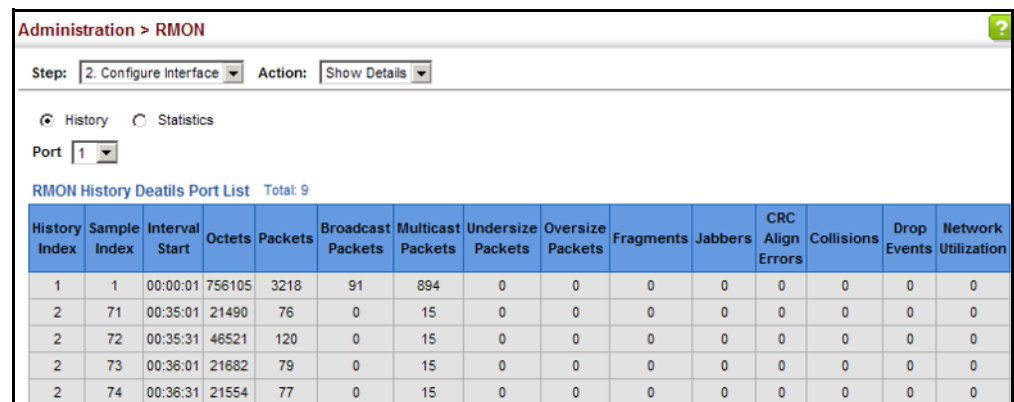 Administration > RMON
?
Step: 2. Configure Interface Action: Show Details
History Statistics
Port 1
RMON History Deatils Port List Total: 9
History Index Sample Index Interval Start Octets Packets Broadcast Packets Multicast Packets Undersize Packets Oversize Packets Fragments Jabbers CRC Align Errors Collisions Drop Events Network Utilization
1 1 00:00:01 756105 3218 91 894 0 0 0 0 0 0 0 0
2 71 00:35:01 21490 76 0 15 0 0 0 0 0 0 0 0
2 72 00:35:31 46521 120 0 15 0 0 0 0 0 0 0 0
2 73 00:36:01 21682 79 0 15 0 0 0 0 0 0 0 0
2 74 00:36:31 21554 77 0 15 0 0 0 0 0 0 0 0